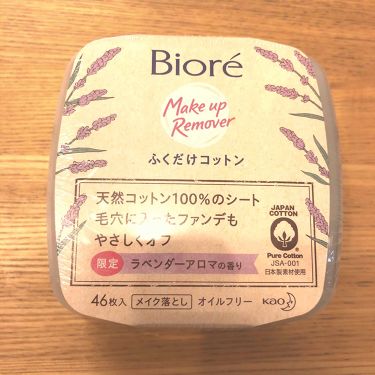 Bioré
Make up
Remover
ふくだけコットン
天然コットン100%のシート
毛穴に入ったファンデも
やさしくオフ
限定 ラベンダーアロマの香り
JAPAN
COTTON
Pure Cotton
JSA-001
日本製素材使用
46枚入 メイク落とし オイルフリー Kao